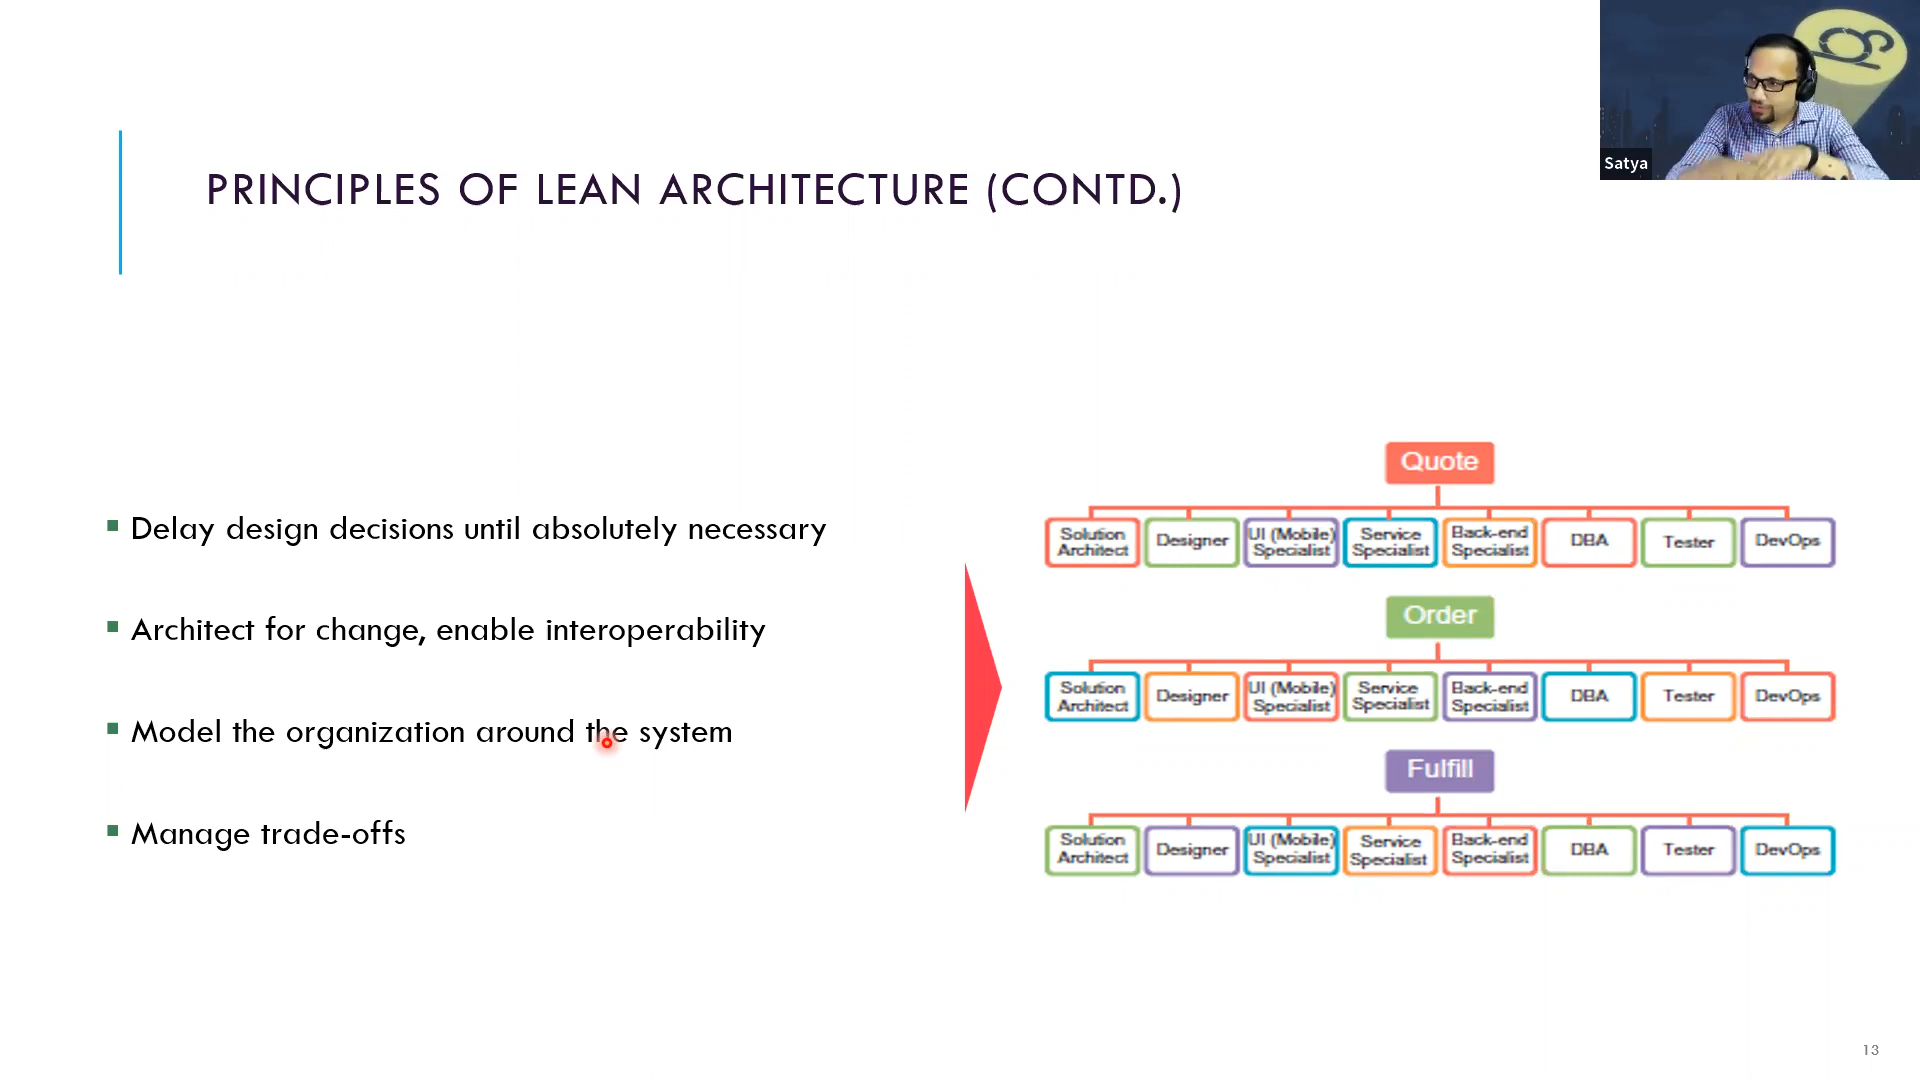 Satya
PRINCIPLES OF LEAN ARCHITECTURE (CONTD.)
Delay design decisions until absolutely necessary
Architect for change, enable interoperability
Model the organization around the system
Manage trade-offs
Quote
Solution
Architect
Designer
UI (Mobile)
Specialist
Service
Specialist
Back-end
Specialist
DBA
Tester
DevOps
Order
Solution
Architect
Designer
UI (Mobile)
Specialist
Service
Specialist
Back-end
Specialist
DBA
Tester
DevOps
Fulfill
Solution
Architect
Designer
UI (Mobile)
Specialist
Service
Specialist
Back-end
Specialist
DBA
Tester
DevOps
13